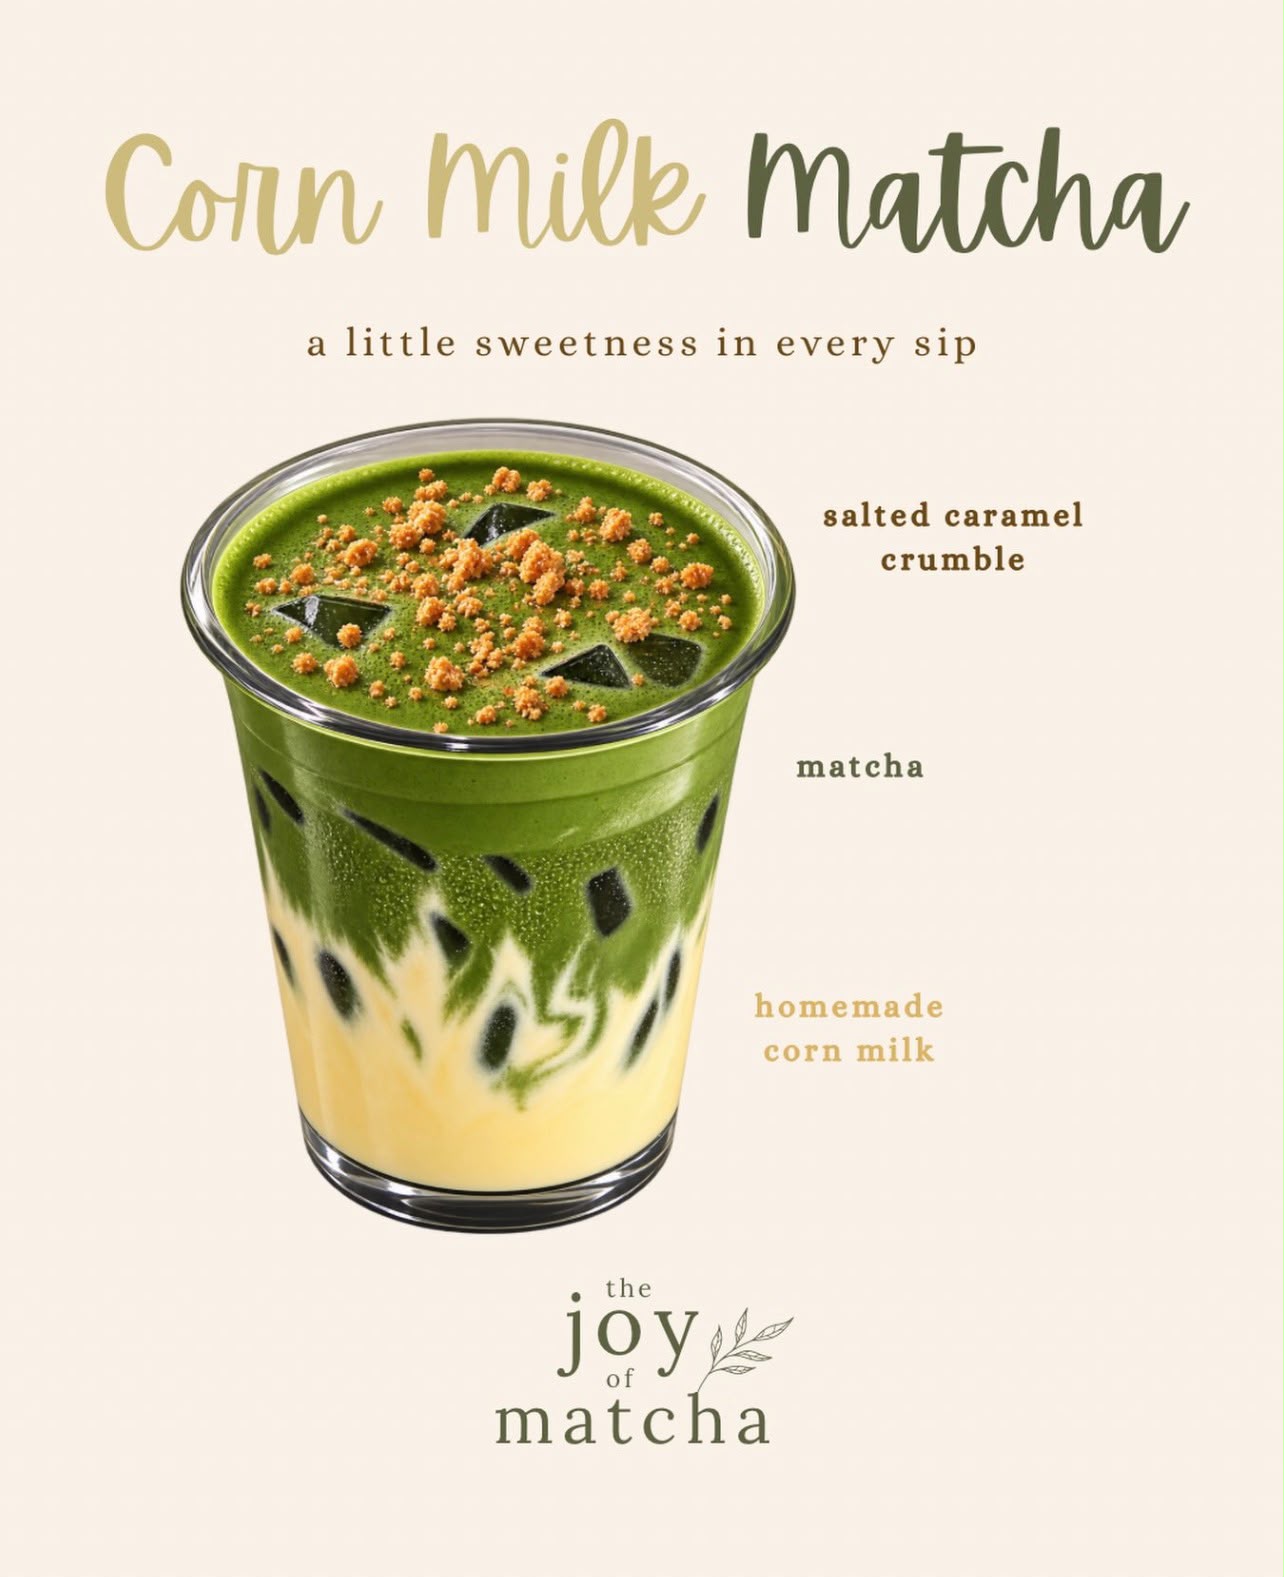 Corn Milk Matcha
a little sweetness in every sip
salted caramel
crumble
matcha
homemade
corn milk
the
joy
of
matcha